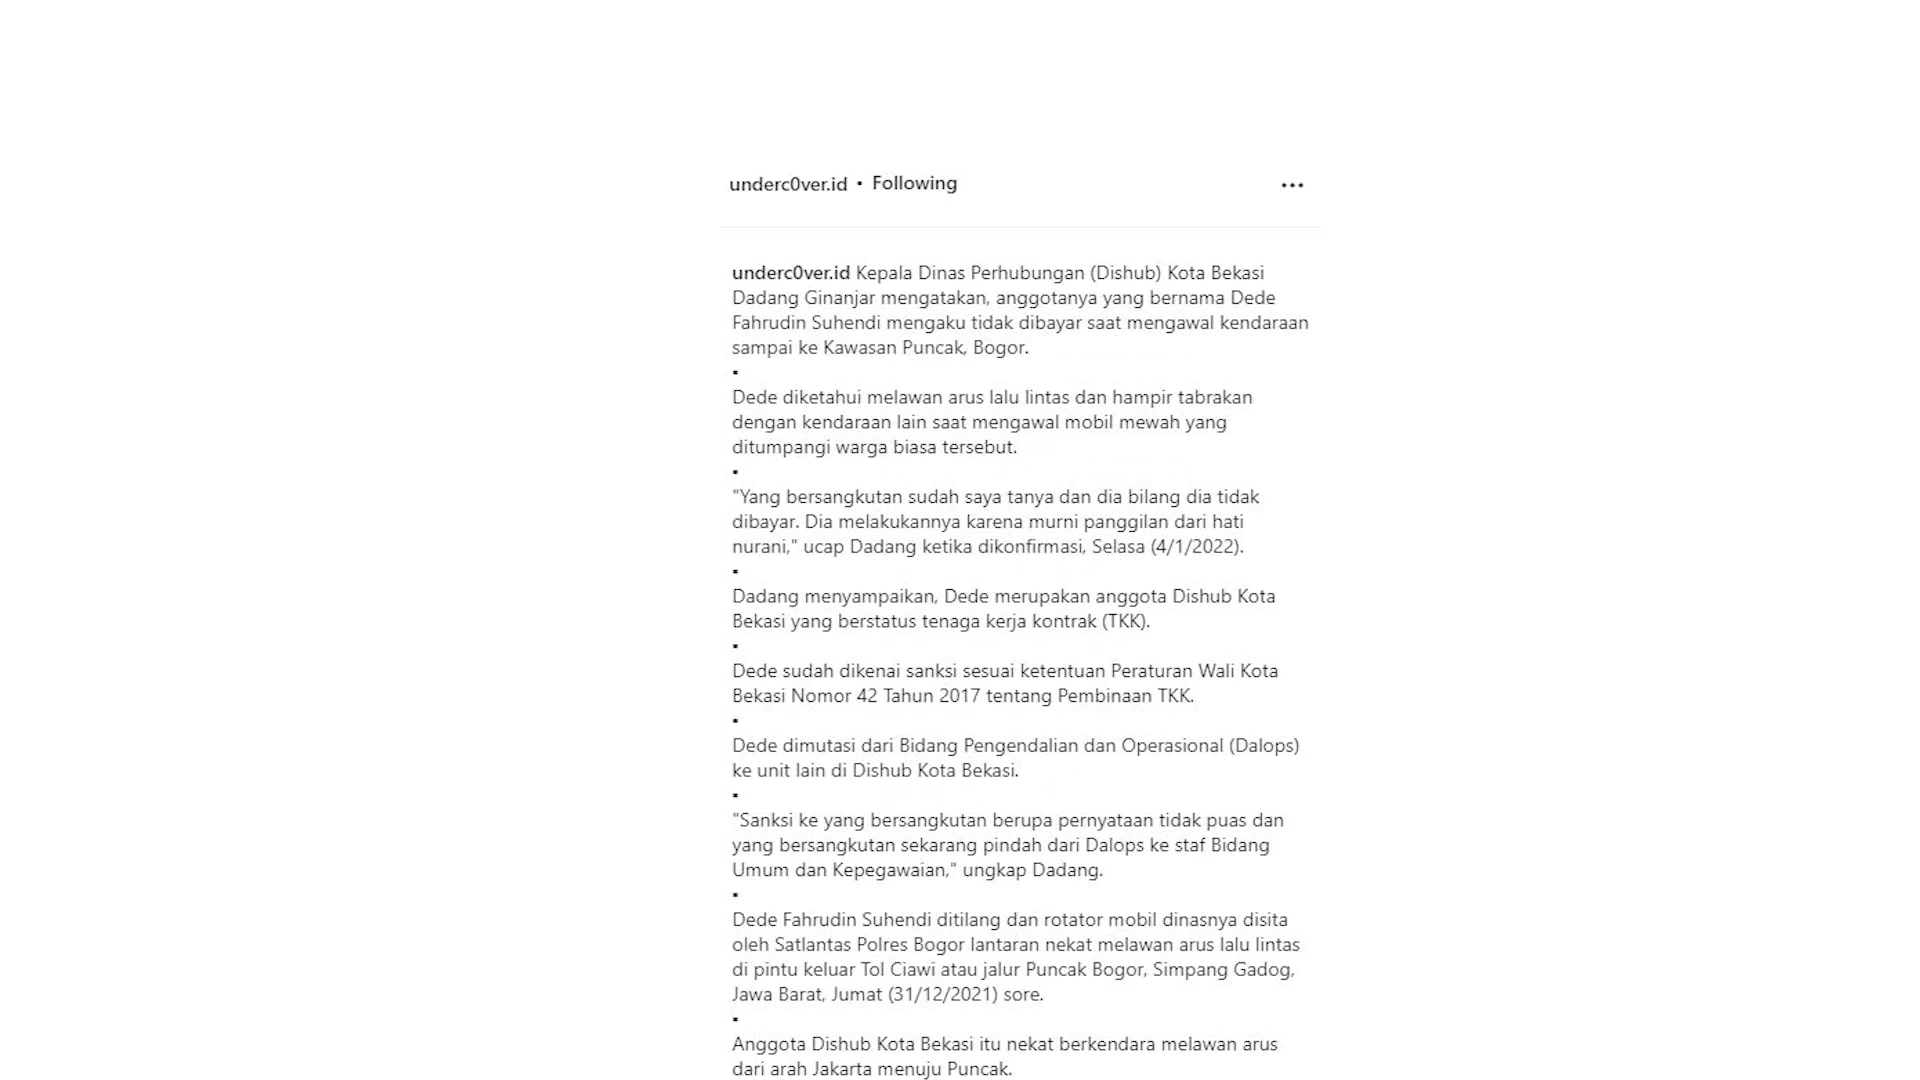 underc0ver.id • Following
underc0ver.id Kepala Dinas Perhubungan (Dishub) Kota Bekasi
Dadang Ginanjar mengatakan, anggotanya yang bernama Dede
Fahrudin Suhendi mengaku tidak dibayar saat mengawal kendaraan
sampai ke Kawasan Puncak, Bogor.
▪
Dede diketahui melawan arus lalu lintas dan hampir tabrakan
dengan kendaraan lain saat mengawal mobil mewah yang
ditumpangi warga biasa tersebut.
▪
"Yang bersangkutan sudah saya tanya dan dia bilang dia tidak
dibayar. Dia melakukannya karena murni panggilan dari hati
nurani," ucap Dadang ketika dikonfirmasi, Selasa (4/1/2022).
▪
Dadang menyampaikan, Dede merupakan anggota Dishub Kota
Bekasi yang berstatus tenaga kerja kontrak (TKK).
▪
Dede sudah dikenai sanksi sesuai ketentuan Peraturan Wali Kota
Bekasi Nomor 42 Tahun 2017 tentang Pembinaan TKK.
▪
Dede dimutasi dari Bidang Pengendalian dan Operasional (Dalops)
ke unit lain di Dishub Kota Bekasi.
▪
"Sanksi ke yang bersangkutan berupa pernyataan tidak puas dan
yang bersangkutan sekarang pindah dari Dalops ke staf Bidang
Umum dan Kepegawaian," ungkap Dadang.
▪
Dede Fahrudin Suhendi ditilang dan rotator mobil dinasnya disita
oleh Satlantas Polres Bogor lantaran nekat melawan arus lalu lintas
di pintu keluar Tol Ciawi atau jalur Puncak Bogor, Simpang Gadog,
Jawa Barat, Jumat (31/12/2021) sore.
▪
Anggota Dishub Kota Bekasi itu nekat berkendara melawan arus
dari arah Jakarta menuju Puncak.